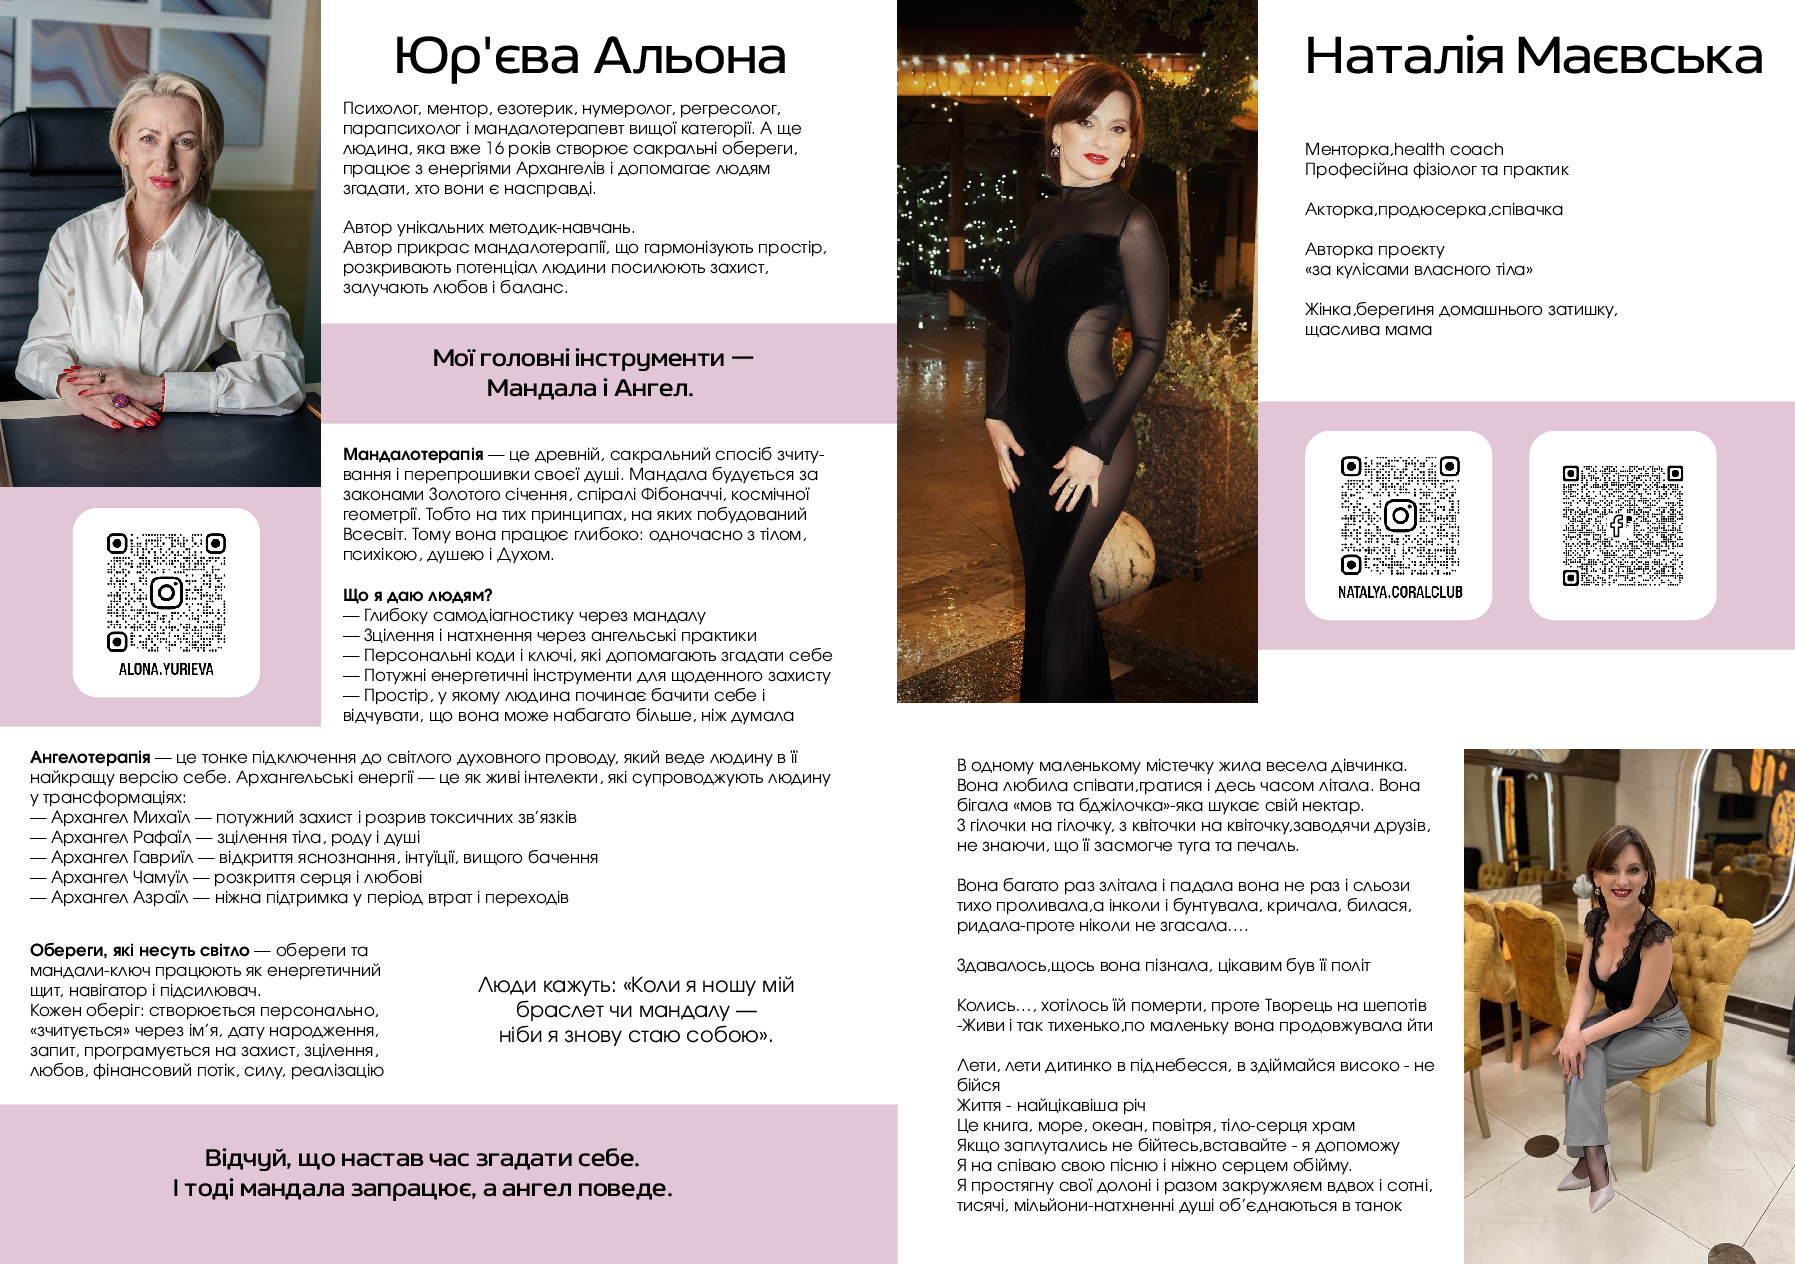 Юр'єва Альона
Психолог, ментор, езотерик, нумеролог, регресолог,
парапсихолог і мандалотерапевт вищої категорії. А ще
людина, яка вже 16 років створює сакральні обереги,
працює з енергіями Архангелів і допомагає людям
згадати, хто вони є насправді.
Автор унікальних методик-навчань.
Автор прикрас мандалотерапії, що гармонізують простір,
розкривають потенціал людини посилюють захист,
залучають любов і баланс.
Мої головні інструменти —
Мандала і Ангел.
Мандалотерапія — це древній, сакральний спосіб зчиту-
вання і перепрошивки своєї душі. Мандала будується за
законами Золотого січення, спіралі Фібоначчі, космічної
геометрії. Тобто на тих принципах, на яких побудований
Всесвіт. Тому вона працює глибоко: одночасно з тілом,
психікою, душею і Духом.
Що я даю людям?
— Глибоку самодіагностику через мандалу
— Зцілення і натхнення через ангельські практики
— Персональні коди і ключі, які допомагають згадати себе
— Потужні енергетичні інструменти для щоденного захисту
— Простір, у якому людина починає бачити себе і
відчувати, що вона може набагато більше, ніж думала
ALONA.YURIEVA
Ангелотерапія — це тонке підключення до світлого духовного проводу, який веде людину в її
найкращу версію себе. Архангельські енергії — це як живі інтелекти, які супроводжують людину
у трансформаціях:
— Архангел Михаїл — потужний захист і розрив токсичних зв’язків
— Архангел Рафаїл — зцілення тіла, роду і душі
— Архангел Гавриїл — відкриття яснознання, інтуїції, вищого бачення
— Архангел Чамуїл — розкриття серця і любові
— Архангел Азраїл — ніжна підтримка у період втрат і переходів
Обереги, які несуть світло — обереги та
мандали-ключ працюють як енергетичний
щит, навігатор і підсилювач.
Кожен оберіг: створюється персонально,
«зчитується» через ім’я, дату народження,
запит, програмується на захист, зцілення,
любов, фінансовий потік, силу, реалізацію
Люди кажуть: «Коли я ношу мій
браслет чи мандалу —
ніби я знову стаю собою».
Відчуй, що настав час згадати себе.
І тоді мандала запрацює, а ангел поведе.
Наталія Маєвська
Менторка,health coach
Професійна фізіолог та практик
Акторка,продюсерка,співачка
Авторка проєкту
«за кулісами власного тіла»
Жінка,берегиня домашнього затишку,
щаслива мама
NATALYA.CORALCLUB
В одному маленькому містечку жила весела дівчинка.
Вона любила співати,гратися і десь часом літала. Вона
бігала «мов та бджілочка»-яка шукає свій нектар.
З гілочки на гілочку, з квіточки на квіточку,заводячи друзів,
не знаючи, що її засмогче туга та печаль.
Вона багато раз злітала і падала вона не раз і сльози
тихо проливала,а інколи і бунтувала, кричала, билася,
ридала-проте ніколи не згасала….
Здавалось,щось вона пізнала, цікавим був її політ
Колись…, хотілось їй померти, проте Творець на шепотів
-Живи і так тихенько,по маленьку вона продовжувала йти
Лети, лети дитинко в піднебесся, в здіймайся високо - не
бійся
Життя - найцікавіша річ
Це книга, море, океан, повітря, тіло-серця храм
Якщо заплутались не бійтесь,вставайте - я допоможу
Я на співаю свою пісню і ніжно серцем обійму.
Я простягну свої долоні і разом закружляєм вдвох і сотні,
тисячі, мільйони-натхненні душі об’єднаються в танок